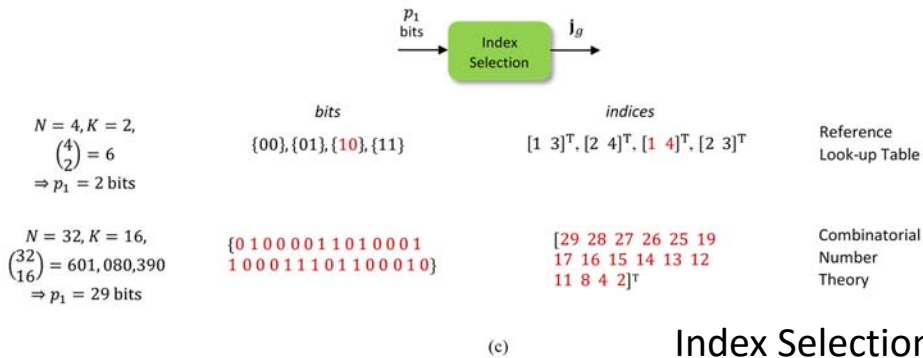 p₁
bits
Index
Selection
j_g
bits
indices
N = 4, K = 2,
(4 2) = 6
⇒ p₁ = 2 bits
{00}, {01}, {10}, {11}
[1 3]ᵀ, [2 4]ᵀ, [1 4]ᵀ, [2 3]ᵀ
Reference
Look-up Table
N = 32, K = 16,
(32 16) = 601,080,390
⇒ p₁ = 29 bits
{0 1 0 0 0 0 1 1 0 1 0 0 0 1
1 0 0 0 1 1 1 0 1 1 0 0 0 1 0}
[29 28 27 26 25 19
17 16 15 14 13 12
11 8 4 2]ᵀ
Combinatorial
Number
Theory
(c)
Index Selection